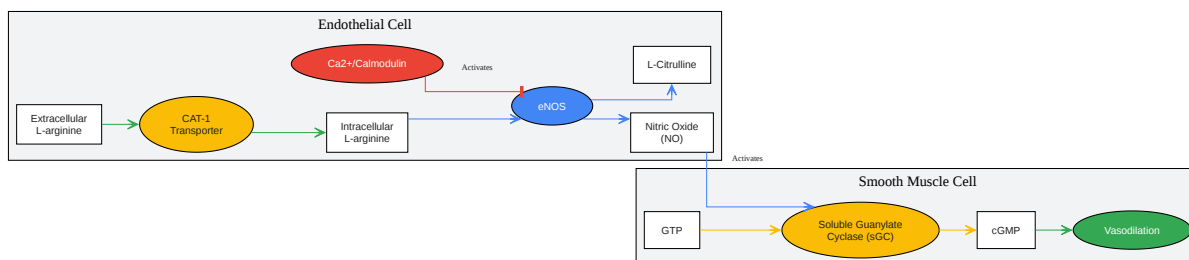 Endothelial Cell
Ca2+/Calmodulin
Activates
L-Citrulline
Extracellular
L-arginine
CAT-1
Transporter
Intracellular
L-arginine
eNOS
Nitric Oxide
(NO)
Activates
Smooth Muscle Cell
GTP
Soluble Guanylate
Cyclase (sGC)
cGMP
Vasodilation